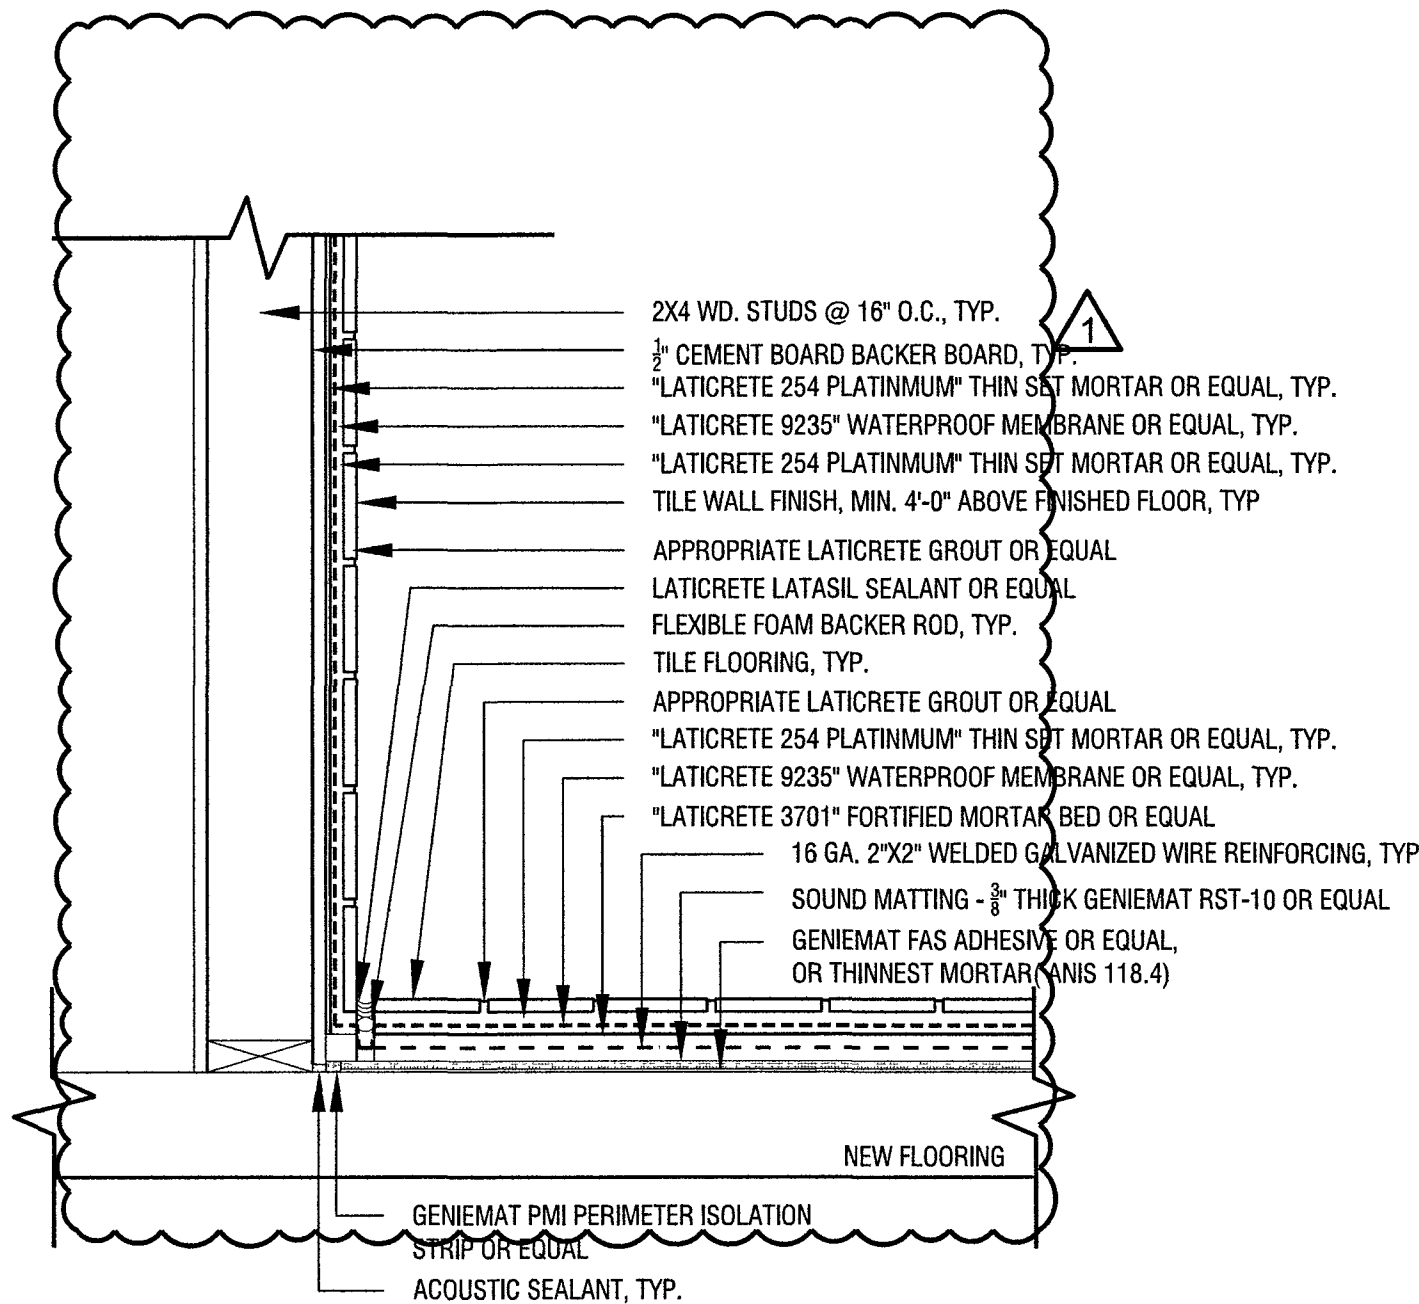 2X4 WD. STUDS @ 16" O.C., TYP.
1
½" CEMENT BOARD BACKER BOARD, TYP.
"LATICRETE 254 PLATINMUM" THIN SET MORTAR OR EQUAL, TYP.
"LATICRETE 9235" WATERPROOF MEMBRANE OR EQUAL, TYP.
"LATICRETE 254 PLATINMUM" THIN SET MORTAR OR EQUAL, TYP.
TILE WALL FINISH, MIN. 4'-0" ABOVE FINISHED FLOOR, TYP
APPROPRIATE LATICRETE GROUT OR EQUAL
LATICRETE LATASIL SEALANT OR EQUAL
FLEXIBLE FOAM BACKER ROD, TYP.
TILE FLOORING, TYP.
APPROPRIATE LATICRETE GROUT OR EQUAL
"LATICRETE 254 PLATINMUM" THIN SET MORTAR OR EQUAL, TYP.
"LATICRETE 9235" WATERPROOF MEMBRANE OR EQUAL, TYP.
"LATICRETE 3701" FORTIFIED MORTAR BED OR EQUAL
16 GA. 2"X2" WELDED GALVANIZED WIRE REINFORCING, TYP
SOUND MATTING - ⅜" THICK GENIEMAT RST-10 OR EQUAL
GENIEMAT FAS ADHESIVE OR EQUAL,
OR THINNEST MORTAR( ANIS 118.4)
NEW FLOORING
GENIEMAT PMI PERIMETER ISOLATION
STRIP OR EQUAL
ACOUSTIC SEALANT, TYP.